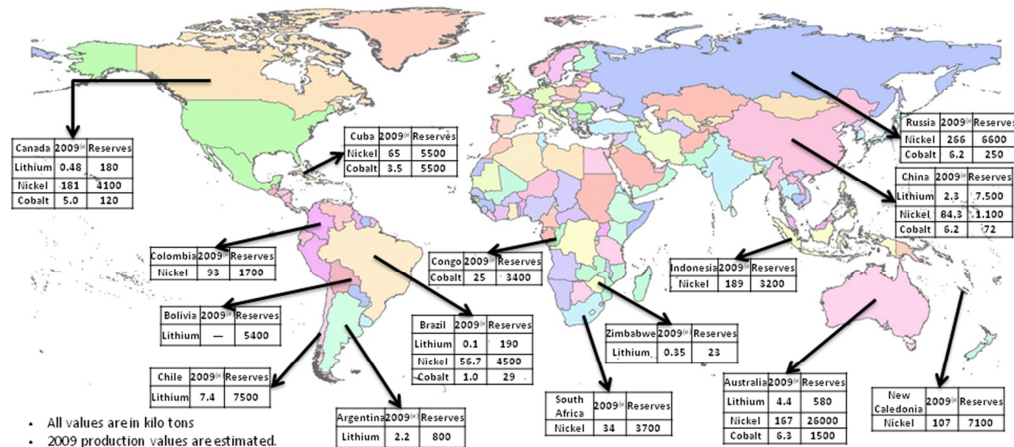 Canada 2009(e) Reserves
Lithium 0.48 180
Nickel 181 4100
Cobalt 5.0 120
Cuba 2009(e) Reserves
Nickel 65 5500
Cobalt 3.5 5500
Russia 2009(e) Reserves
Nickel 266 6600
Cobalt 6.2 250
China 2009(e) Reserves
Lithium 2.3 7.500
Nickel 84.3 1.100
Cobalt 6.2 72
Colombia 2009(e) Reserves
Nickel 93 1700
Congo 2009(e) Reserves
Cobalt 25 3400
Indonesia 2009(e) Reserves
Nickel 189 3200
Bolivia 2009(e) Reserves
Lithium — 5400
Brazil 2009(e) Reserves
Lithium 0.1 190
Nickel 56.7 4500
Cobalt 1.0 29
Zimbabwe 2009(e) Reserves
Lithium 0.35 23
Chile 2009(e) Reserves
Lithium 7.4 7500
Argentina 2009(e) Reserves
Lithium 2.2 800
South
Africa 2009(e) Reserves
Nickel 34 3700
Australia 2009(e) Reserves
Lithium 4.4 580
Nickel 167 26000
Cobalt 6.3 1500
New
Caledonia 2009(e) Reserves
Nickel 107 7100
• All values are in kilo tons
• 2009 production values are estimated.